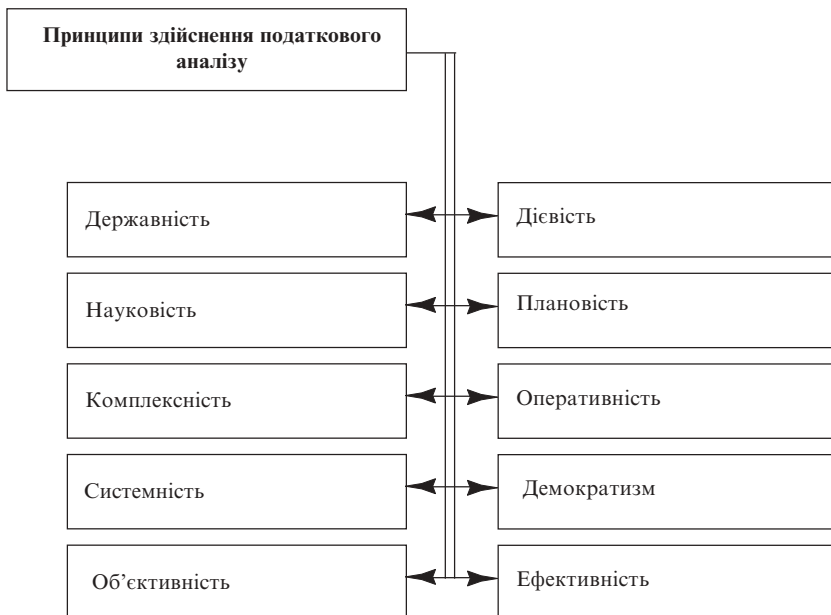 Принципи здійснення податкового
аналізу
Державність
Дієвість
Науковість
Плановість
Комплексність
Оперативність
Системність
Демократизм
Об’єктивність
Ефективність